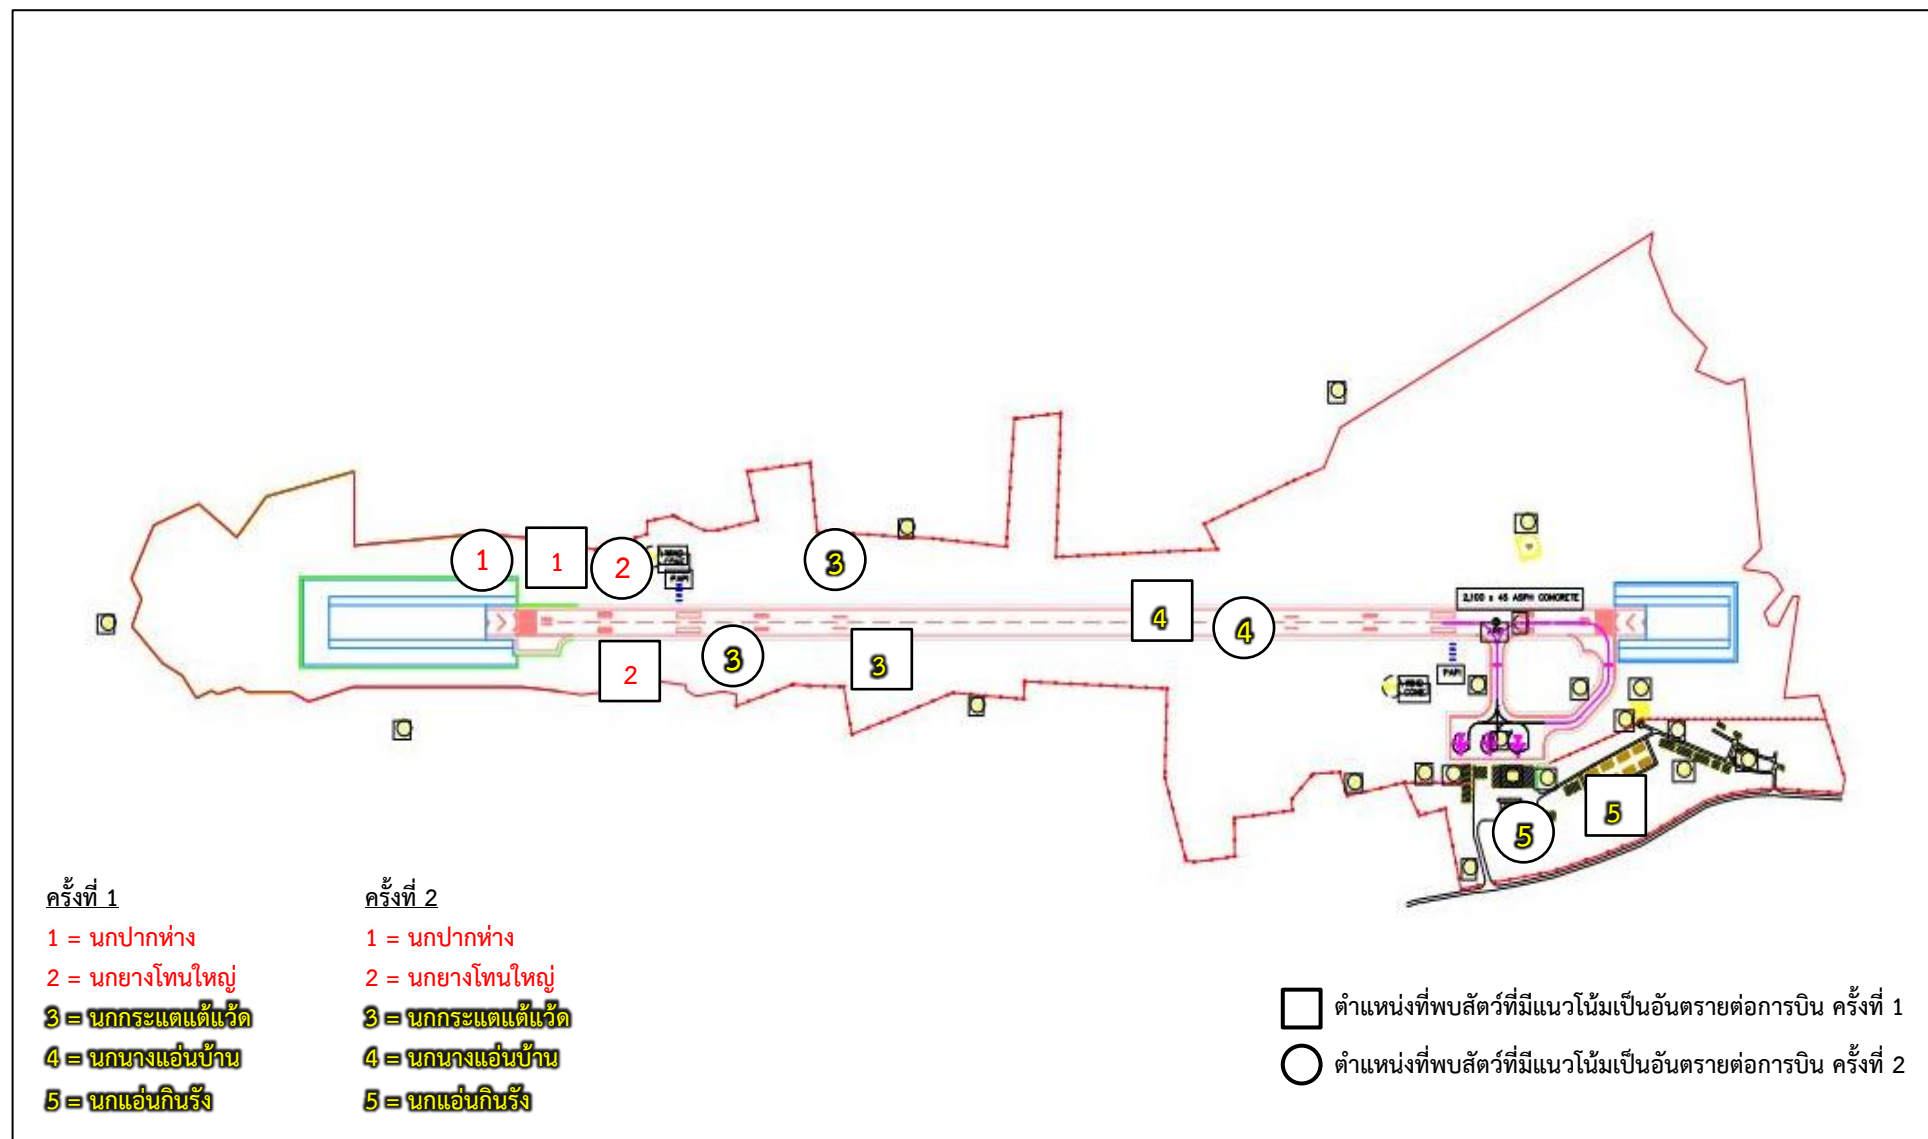 1
1
2
3
WIND
CONE
PAPI
2,100 x 45 ASPH CONCRETE
4
4
2
3
3
PAPI
WIND
CONE
5
5
ครั้งที่ 1
1 = นกปากห่าง
2 = นกยางโทนใหญ่
3 = นกกระแตแต้แว้ด
4 = นกนางแอ่นบ้าน
5 = นกแอ่นกินรัง
ครั้งที่ 2
1 = นกปากห่าง
2 = นกยางโทนใหญ่
3 = นกกระแตแต้แว้ด
4 = นกนางแอ่นบ้าน
5 = นกแอ่นกินรัง
ตำแหน่งที่พบสัตว์ที่มีแนวโน้มเป็นอันตรายต่อการบิน ครั้งที่ 1
ตำแหน่งที่พบสัตว์ที่มีแนวโน้มเป็นอันตรายต่อการบิน ครั้งที่ 2